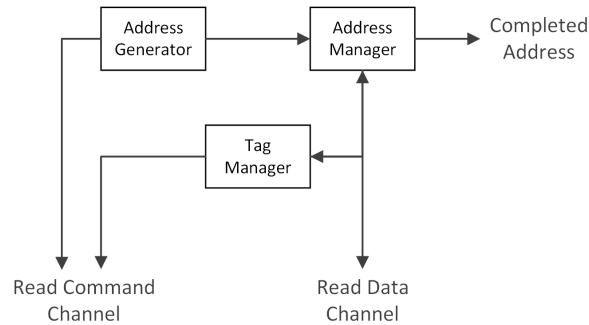 Address
Generator
Address
Manager
Completed
Address
Tag
Manager
Read Command
Channel
Read Data
Channel